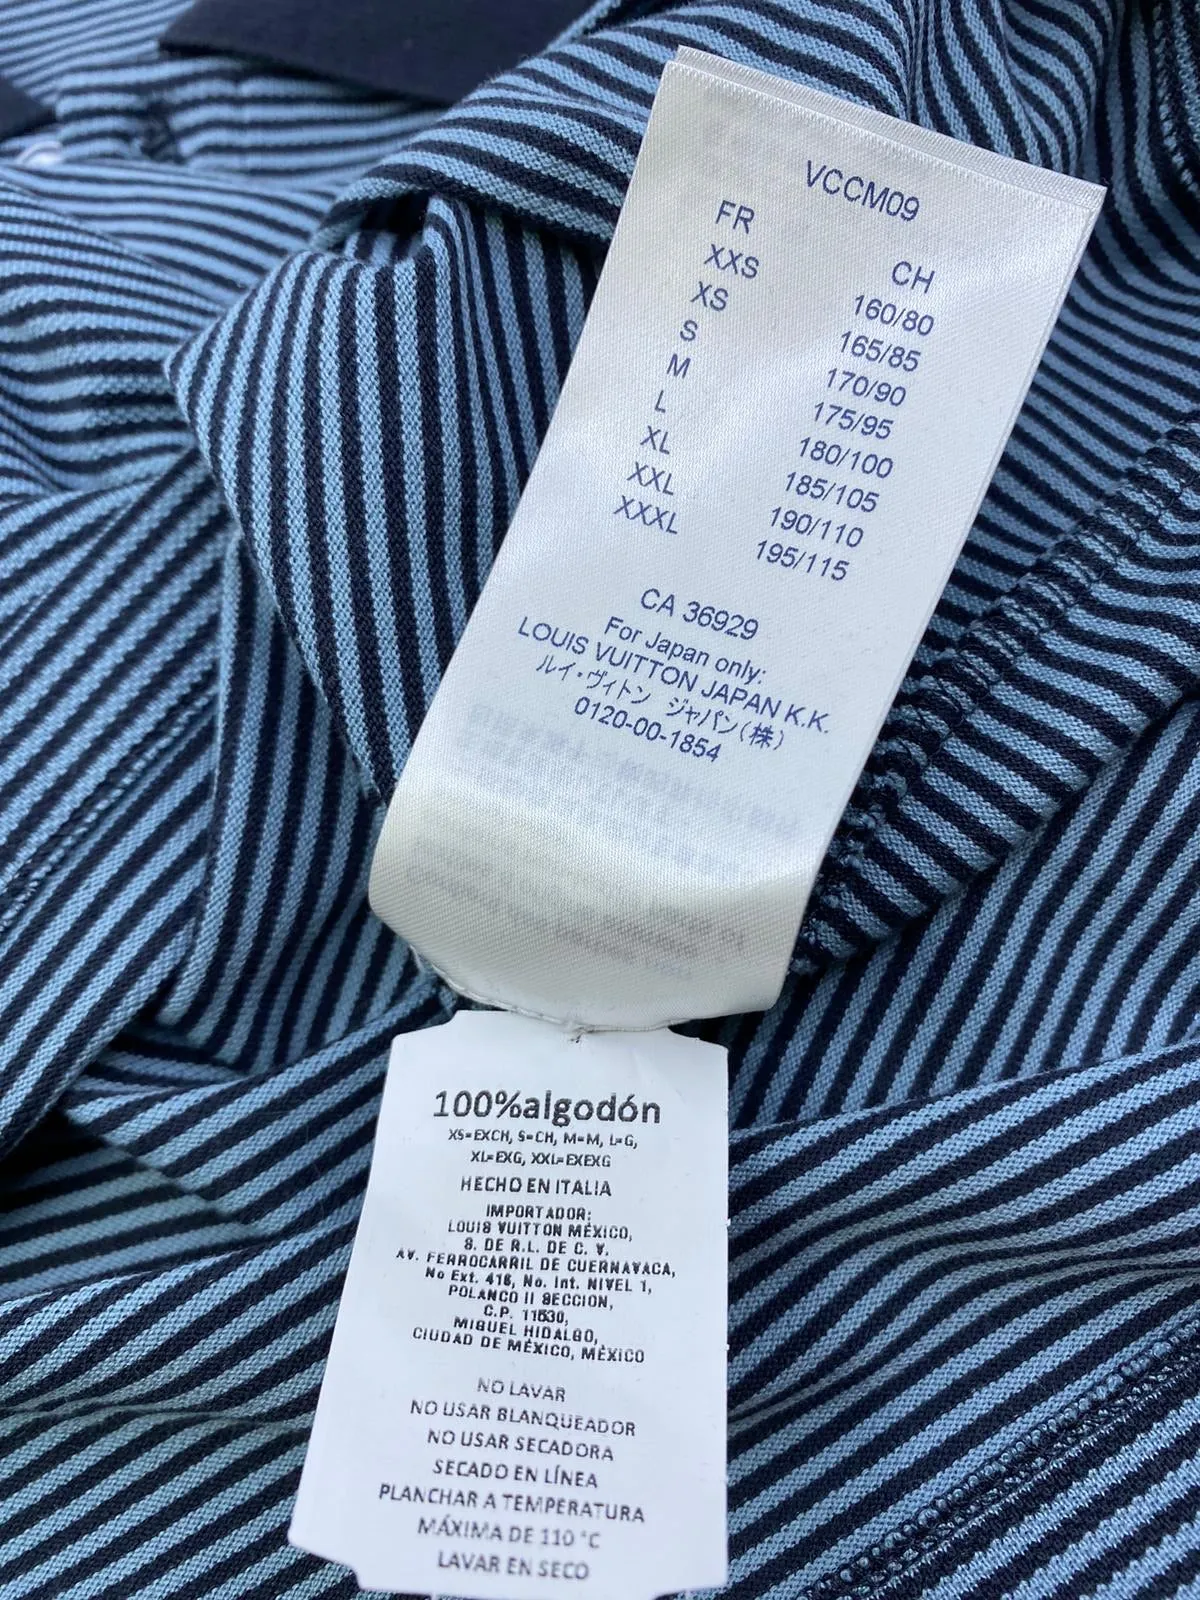 VCCM09
FR CH
XXS 160/80
XS 165/85
S 170/90
M 175/95
L 180/100
XL 185/105
XXL 190/110
XXXL 195/115
CA 36929
For Japan only:
LOUIS VUITTON JAPAN K.K.
ルイ・ヴィトン ジャパン(株)
0120-00-1854
100%algodón
XS=EXCH, S=CH, M=M, L=G,
XL=EXG, XXL=EXEXG
HECHO EN ITALIA
IMPORTADOR:
LOUIS VUITTON MÉXICO,
S. DE R.L. DE C. V.
AV. FERROCARRIL DE CUERNAVACA,
No Ext. 416, No. Int. NIVEL 1,
POLANCO II SECCION,
C.P. 11530,
MIGUEL HIDALGO,
CIUDAD DE MÉXICO, MÉXICO
NO LAVAR
NO USAR BLANQUEADOR
NO USAR SECADORA
SECADO EN LÍNEA
PLANCHAR A TEMPERATURA
MÁXIMA DE 110 °C
LAVAR EN SECO